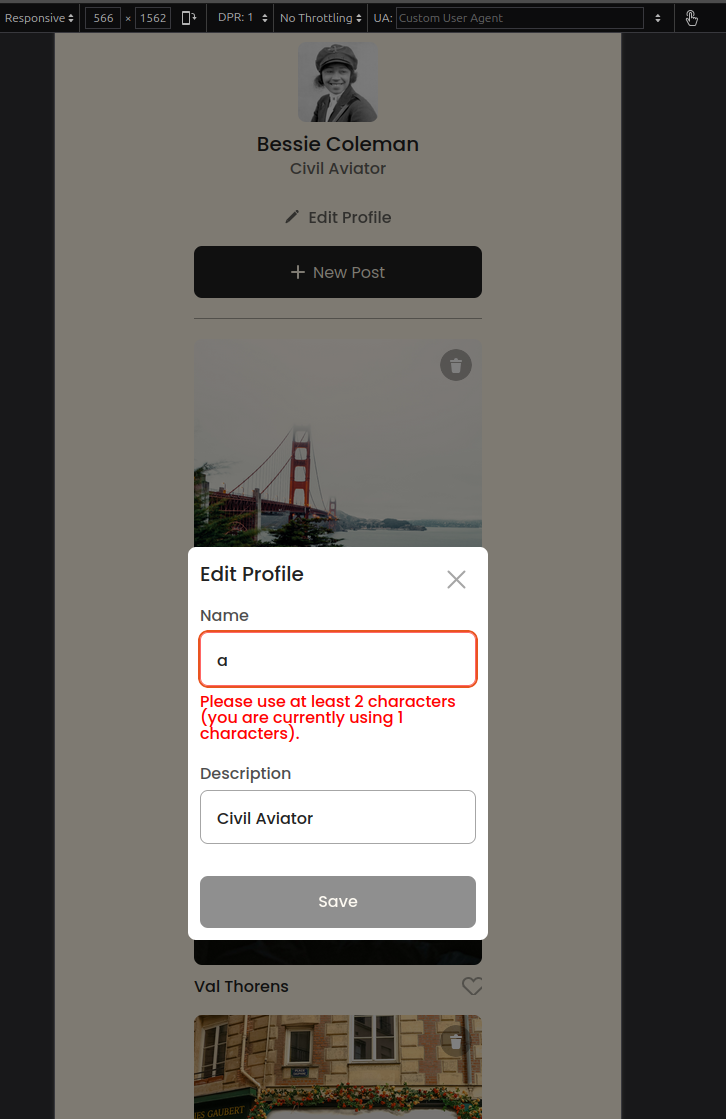 Responsive 566 × 1562 DPR: 1 No Throttling UA: Custom User Agent
Bessie Coleman
Civil Aviator
Edit Profile
New Post
Edit Profile
Name
a
Please use at least 2 characters
(you are currently using 1
characters).
Description
Civil Aviator
Save
Val Thorens
ES GAUBERT